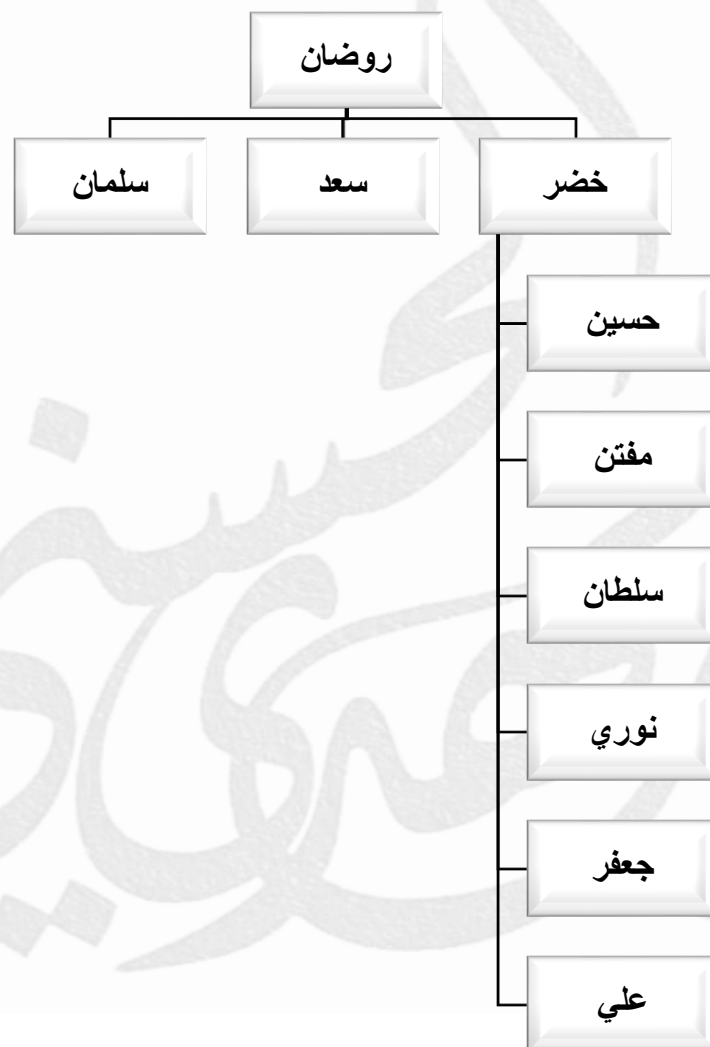 روضان
خضر
سعد
سلمان
حسين
مفتن
سلطان
نوري
جعفر
علي